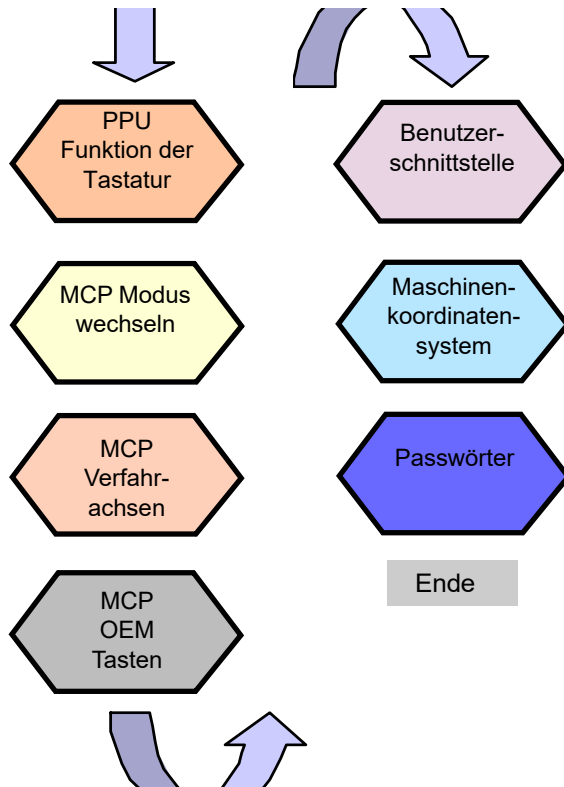 PPU
Funktion der
Tastatur
MCP Modus
wechseln
MCP
Verfahr-
achsen
MCP
OEM
Tasten
Benutzer-
schnittstelle
Maschinen-
koordinaten-
system
Passwörter
Ende